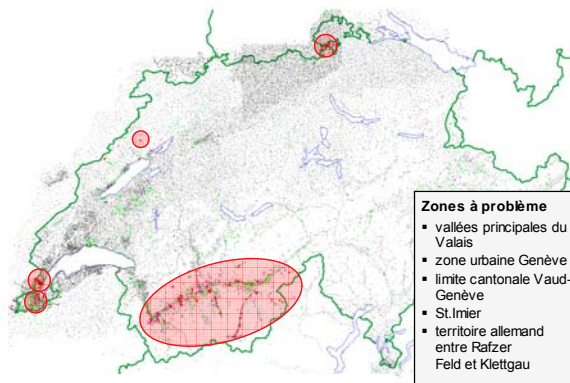 Zones à problème
▪ vallées principales du
Valais
▪ zone urbaine Genève
▪ limite cantonale Vaud-
Genève
▪ St.Imier
▪ territoire allemand
entre Rafzer
Feld et Klettgau